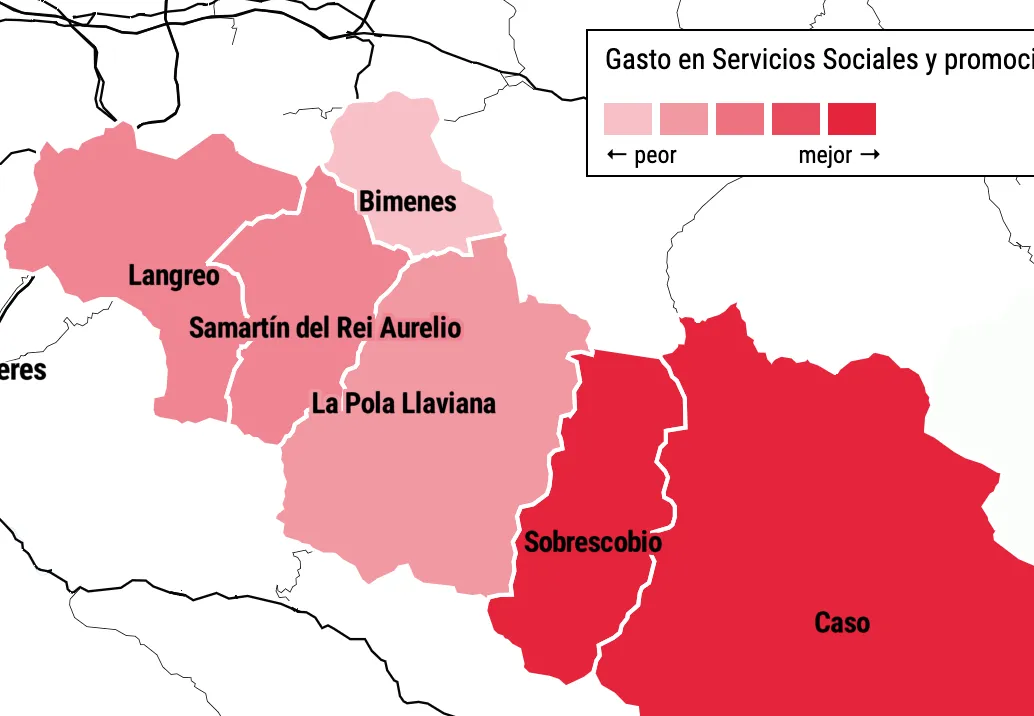 Gasto en Servicios Sociales y promoci
← peor mejor →
Bimenes
Langreo
Samartín del Rei Aurelio
eres
La Pola Llaviana
Sobrescobio
Caso